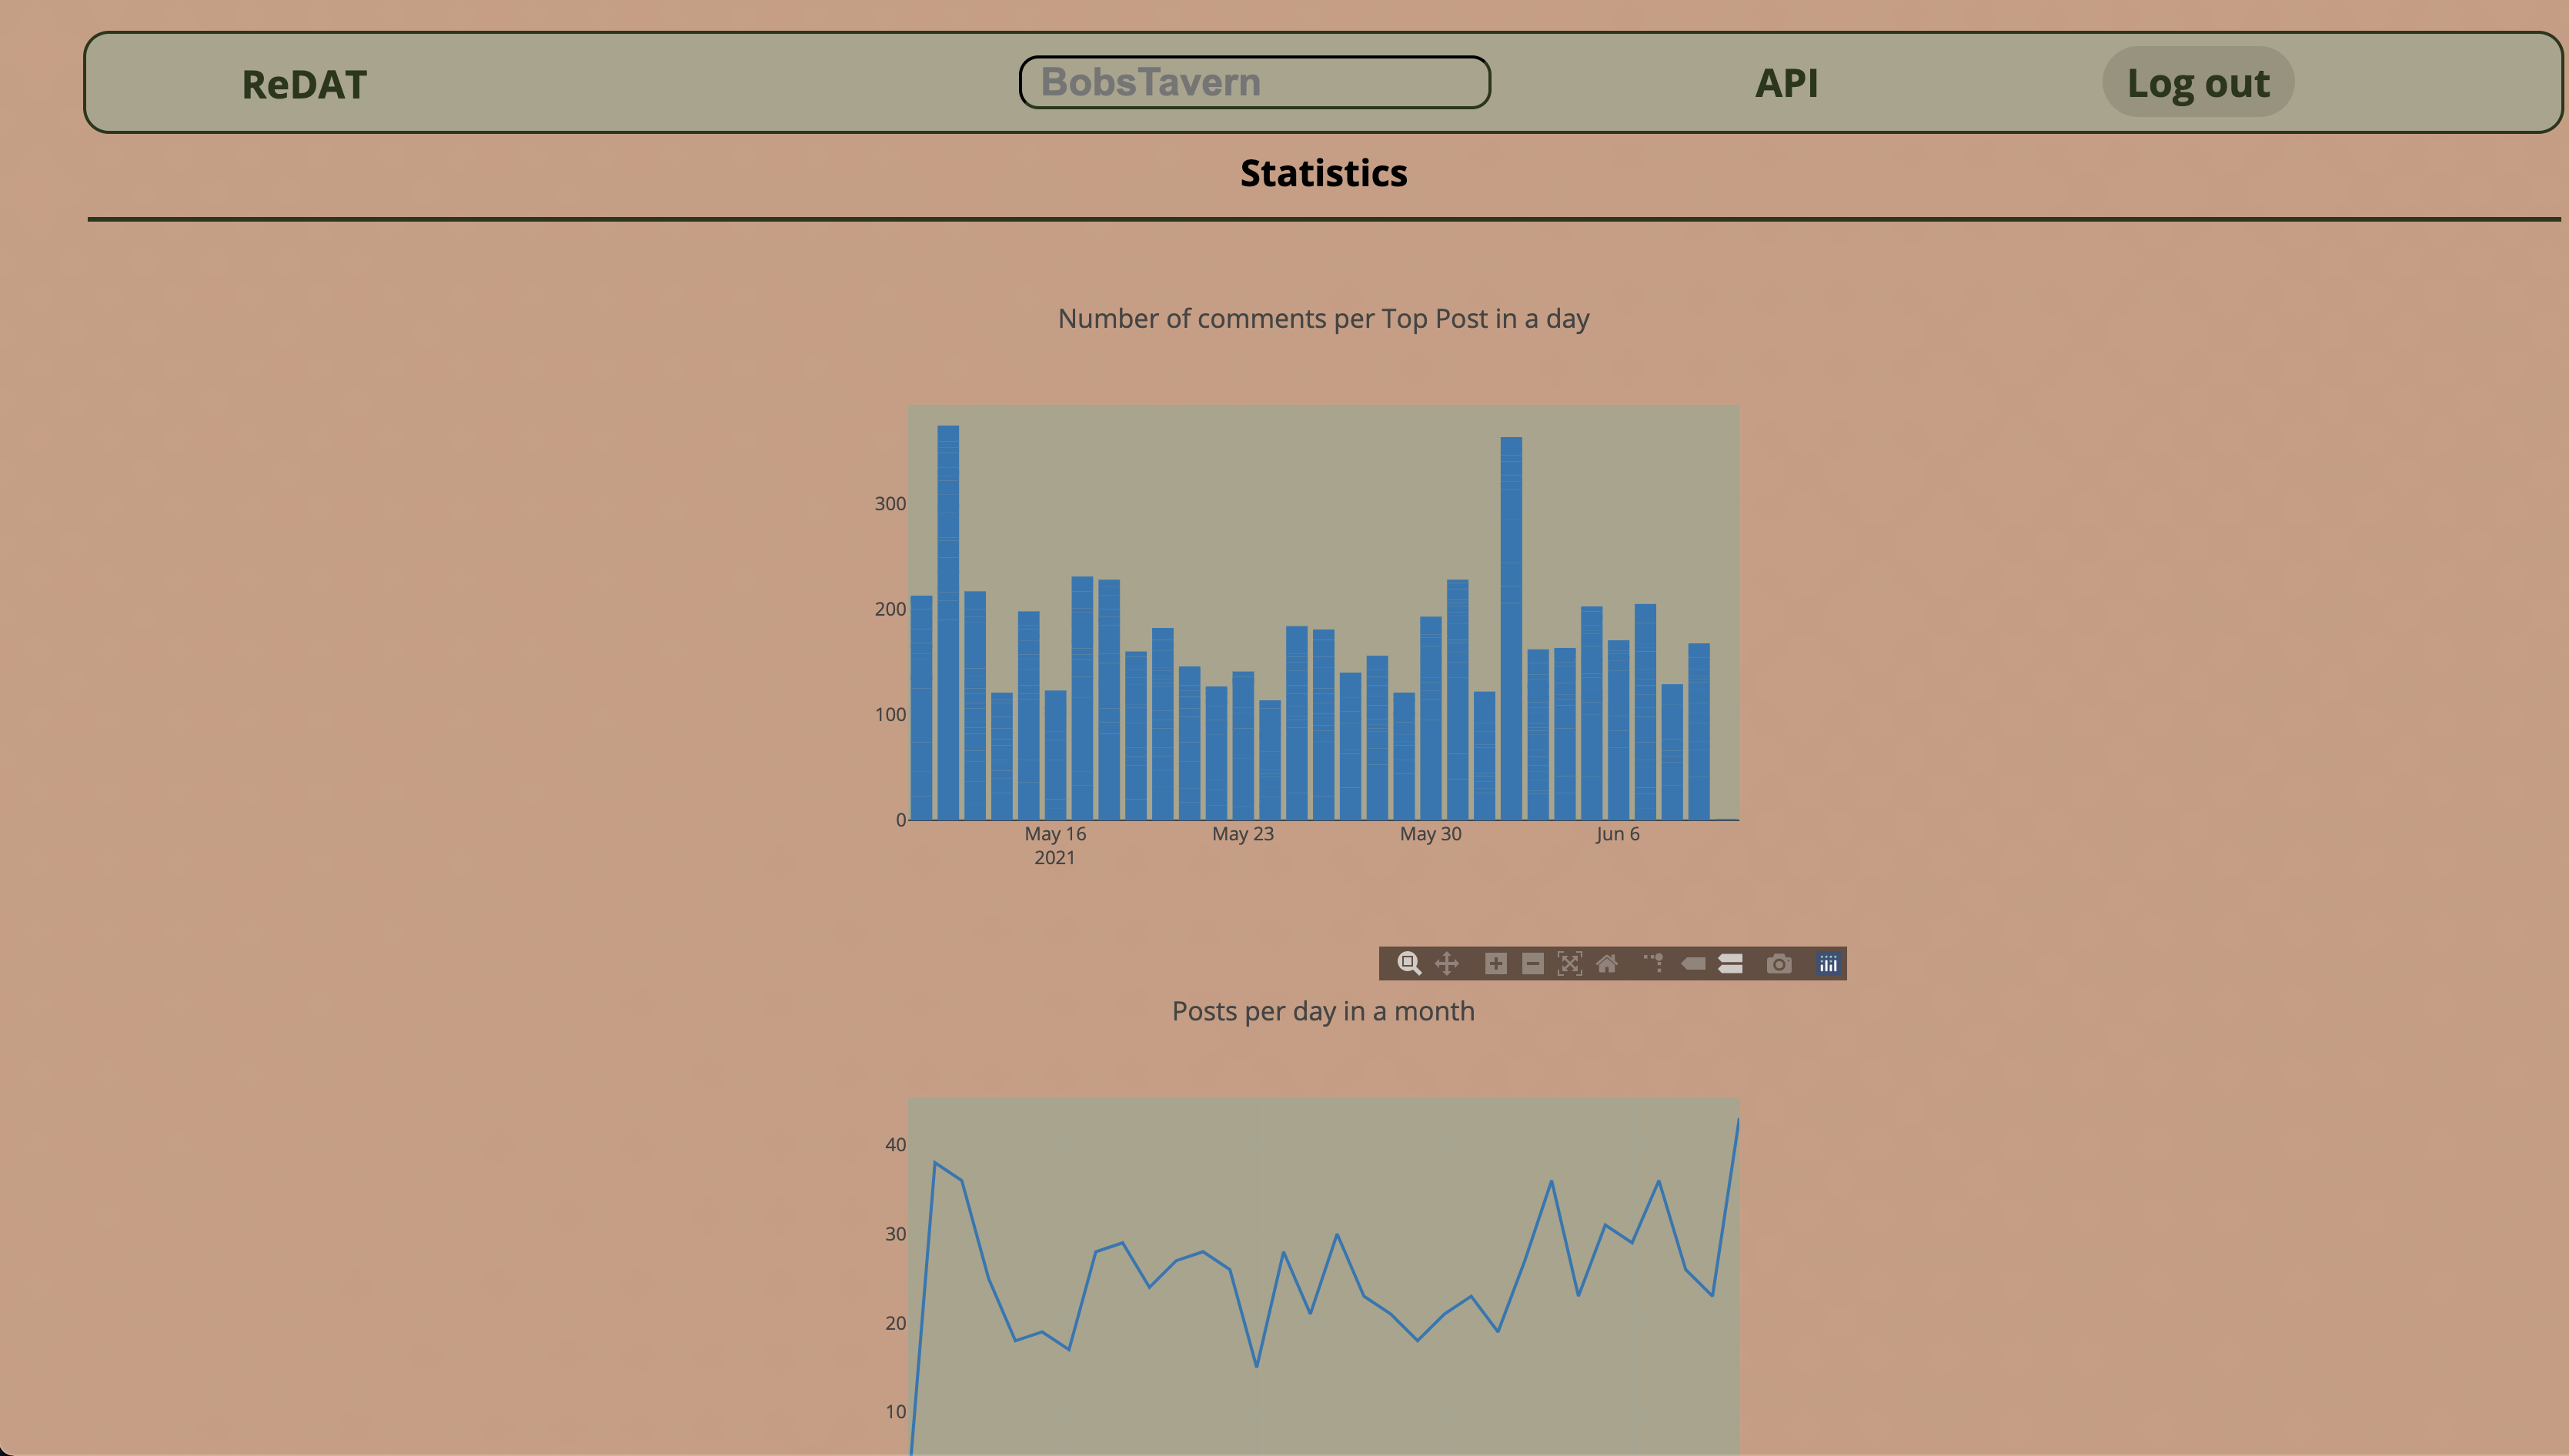 ReDAT
BobsTavern
API
Log out
Statistics
Number of comments per Top Post in a day
300
200
100
0
May 16
2021
May 23
May 30
Jun 6
Posts per day in a month
40
30
20
10